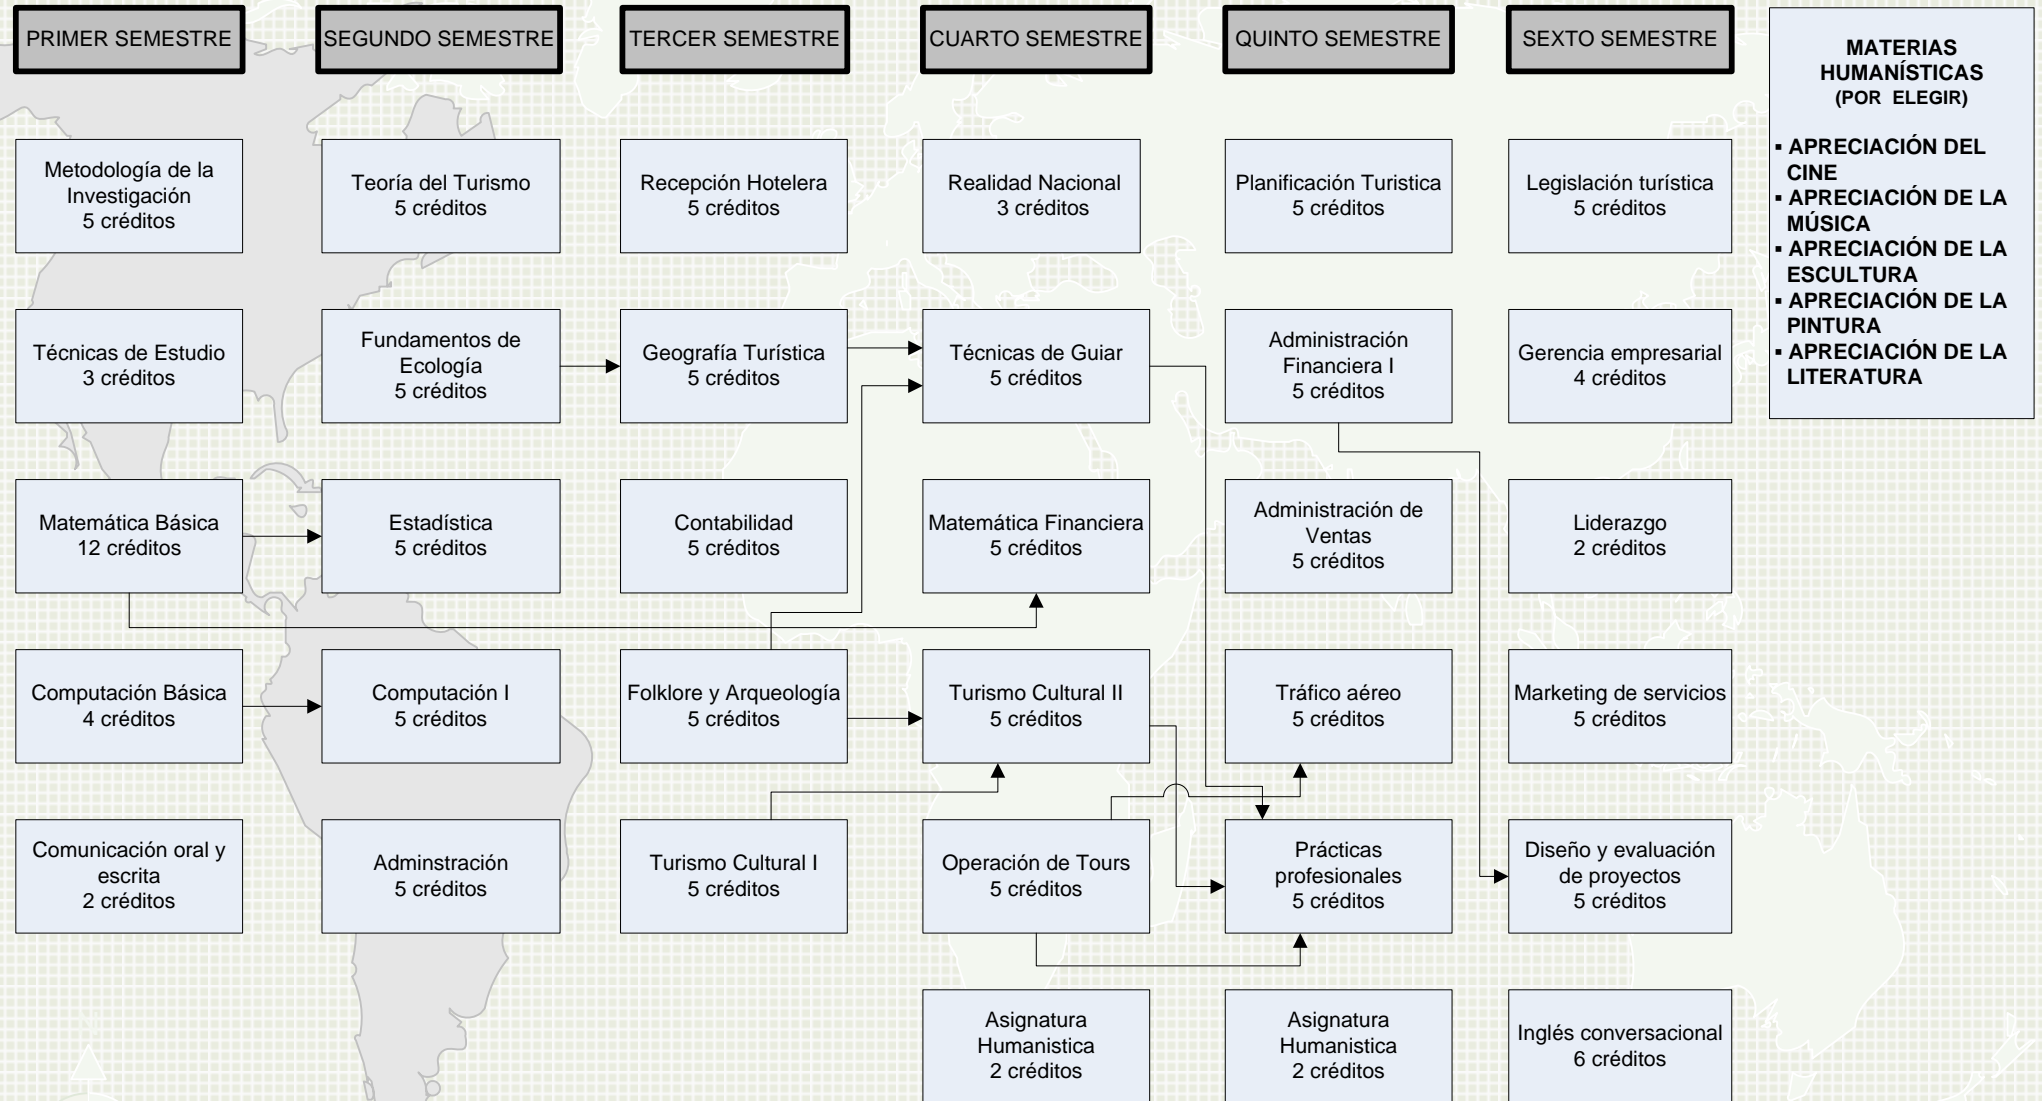 PRIMER SEMESTRE
SEGUNDO SEMESTRE
TERCER SEMESTRE
CUARTO SEMESTRE
QUINTO SEMESTRE
SEXTO SEMESTRE
MATERIAS
HUMANÍSTICAS
(POR ELEGIR)
▪ APRECIACIÓN DEL
CINE
▪ APRECIACIÓN DE LA
MÚSICA
▪ APRECIACIÓN DE LA
ESCULTURA
▪ APRECIACIÓN DE LA
PINTURA
▪ APRECIACIÓN DE LA
LITERATURA
Metodología de la
Investigación
5 créditos
Teoría del Turismo
5 créditos
Recepción Hotelera
5 créditos
Realidad Nacional
3 créditos
Planificación Turistica
5 créditos
Legislación turística
5 créditos
Técnicas de Estudio
3 créditos
Fundamentos de
Ecología
5 créditos
Geografía Turística
5 créditos
Técnicas de Guiar
5 créditos
Administración
Financiera I
5 créditos
Gerencia empresarial
4 créditos
Matemática Básica
12 créditos
Estadística
5 créditos
Contabilidad
5 créditos
Matemática Financiera
5 créditos
Administración de
Ventas
5 créditos
Liderazgo
2 créditos
Computación Básica
4 créditos
Computación I
5 créditos
Folklore y Arqueología
5 créditos
Turismo Cultural II
5 créditos
Tráfico aéreo
5 créditos
Marketing de servicios
5 créditos
Comunicación oral y
escrita
2 créditos
Adminstración
5 créditos
Turismo Cultural I
5 créditos
Operación de Tours
5 créditos
Prácticas
profesionales
5 créditos
Diseño y evaluación
de proyectos
5 créditos
Asignatura
Humanistica
2 créditos
Asignatura
Humanistica
2 créditos
Inglés conversacional
6 créditos